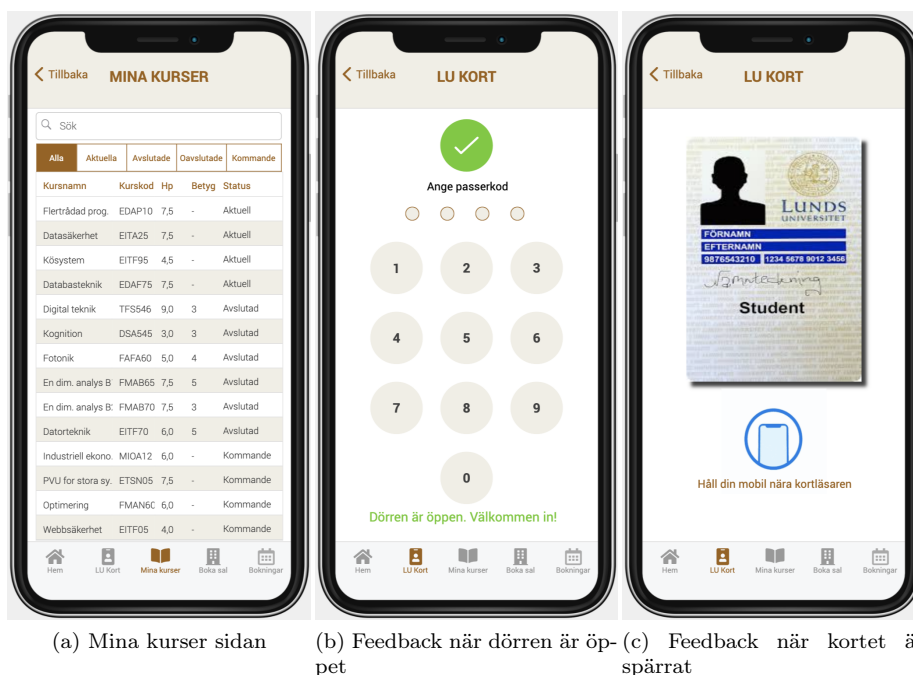 Tillbaka MINA KURSER
Sök
Alla Aktuella Avslutade Oavslutade Kommande
Kursnamn Kurskod Hp Betyg Status
Flertrådad prog. EDAP10 7,5 - Aktuell
Datasäkerhet EITA25 7,5 - Aktuell
Kösystem EITF95 4,5 - Aktuell
Databasteknik EDAF75 7,5 - Aktuell
Digital teknik TFS546 9,0 3 Avslutad
Kognition DSA545 3,0 3 Avslutad
Fotonik FAFA60 5,0 4 Avslutad
En dim. analys B FMAB65 7,5 5 Avslutad
En dim. analys B: FMAB70 7,5 3 Avslutad
Datorteknik EITF70 6,0 5 Avslutad
Industriell ekono. MIOA12 6,0 - Kommande
PVU for stora sy. ETSN05 7,5 - Kommande
Optimering FMAN6C 6,0 - Kommande
Webbsäkerhet EITF05 4,0 - Kommande
Hem LU Kort Mina kurser Boka sal Bokningar
(a) Mina kurser sidan
Tillbaka LU KORT
Ange passerkod
1 2 3
4 5 6
7 8 9
0
Dörren är öppen. Välkommen in!
Hem LU Kort Mina kurser Boka sal Bokningar
(b) Feedback när dörren är öp-
pet
Tillbaka LU KORT
LUNDS
UNIVERSITET
FÖRNAMN
EFTERNAMN
9876543210 1234 5678 9012 3456
Namnteckning
Student
Håll din mobil nära kortläsaren
Hem LU Kort Mina kurser Boka sal Bokningar
(c) Feedback när kortet ä
spärrat